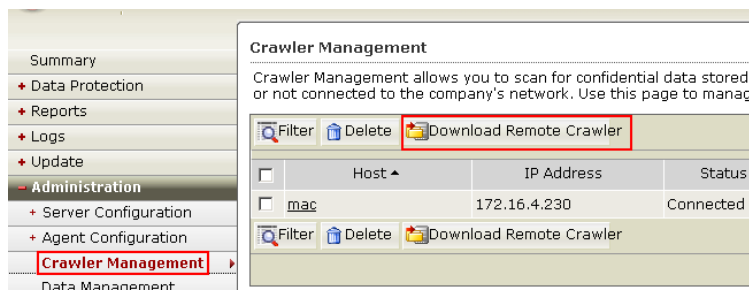 Summary
+ Data Protection
+ Reports
+ Logs
+ Update
- Administration
+ Server Configuration
+ Agent Configuration
Crawler Management
Data Management
Crawler Management
Crawler Management allows you to scan for confidential data stored
or not connected to the company's network. Use this page to manag
Filter Delete Download Remote Crawler
Host IP Address Status
mac 172.16.4.230 Connected
Filter Delete Download Remote Crawler